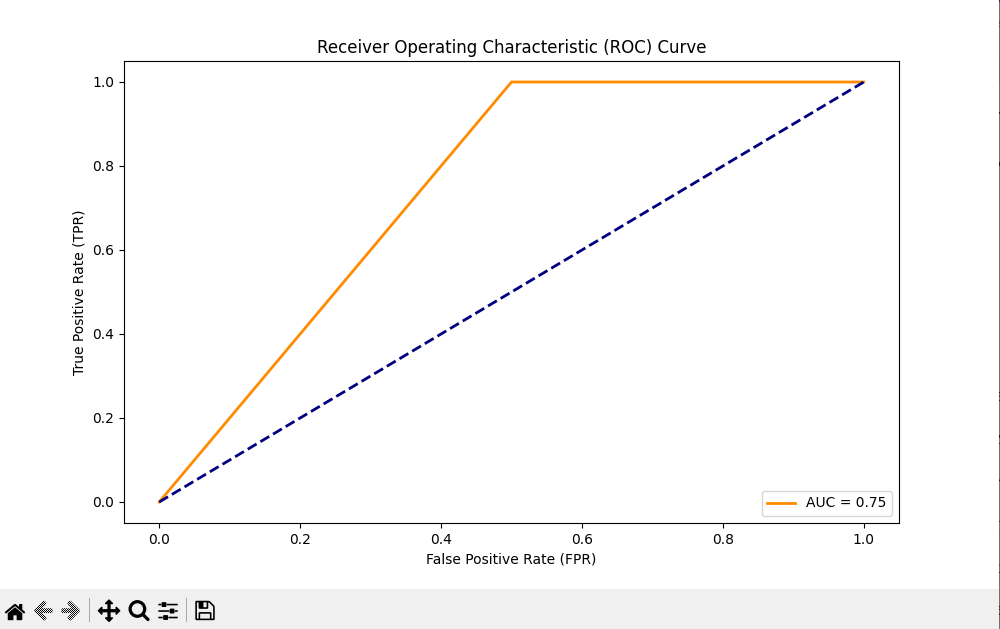 Receiver Operating Characteristic (ROC) Curve
1.0
0.8
0.6
0.4
0.2
0.0
True Positive Rate (TPR)
AUC = 0.75
0.0 0.2 0.4 0.6 0.8 1.0
False Positive Rate (FPR)